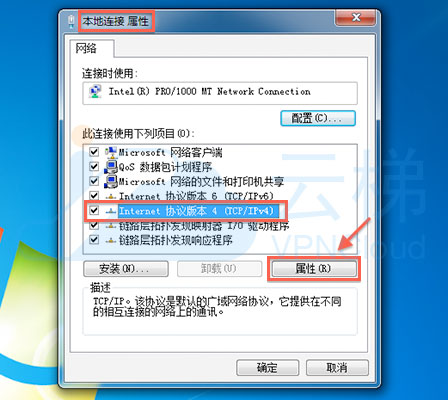 本地连接 属性
网络
连接时使用:
Intel(R) PRO/1000 MT Network Connection
配置(C)...
此连接使用下列项目(O):
Microsoft 网络客户端
QoS 数据包计划程序
Microsoft 网络的文件和打印机共享
Internet 协议版本 6 (TCP/IPv6)
Internet 协议版本 4 (TCP/IPv4)
链路层拓扑发现映射器 I/O 驱动程序
链路层拓扑发现响应程序
云梯
VPNCloud
安装(N)...
卸载(U)
属性(R)
描述
TCP/IP。该协议是默认的广域网络协议，它提供在不同
的相互连接的网络上的通讯。
确定
取消